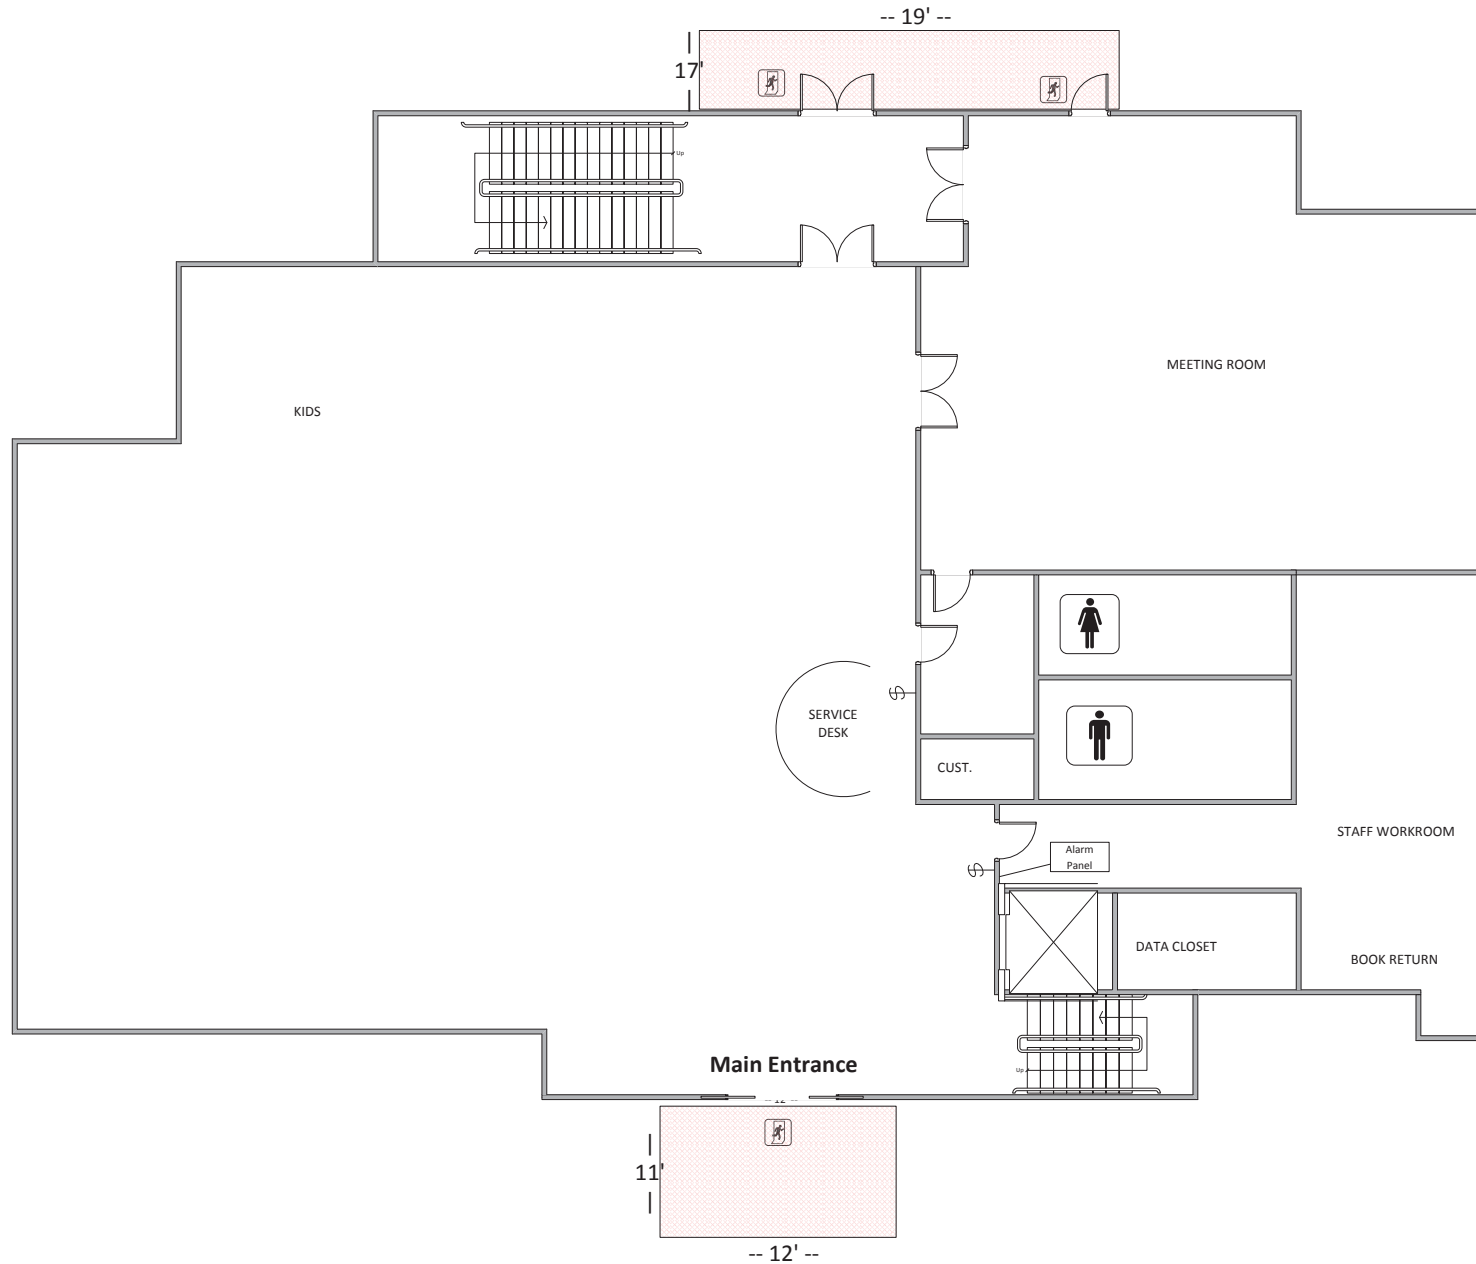 -- 19' --
17'
Up
MEETING ROOM
KIDS
SERVICE
DESK
CUST.
STAFF WORKROOM
Alarm
Panel
DATA CLOSET
BOOK RETURN
Main Entrance
Up
-- 12' --
11'
-- 12' --